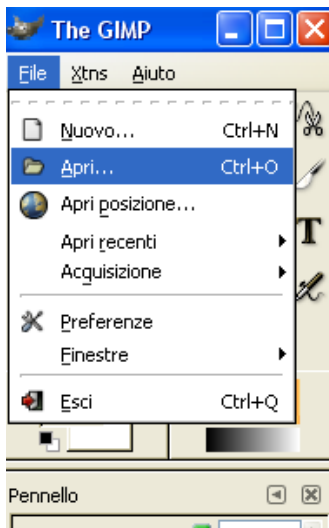 The GIMP
File Xtns Aiuto
Nuovo... Ctrl+N
Apri... Ctrl+O
Apri posizione...
Apri recenti
Acquisizione
Preferenze
Finestre
Esci Ctrl+Q
Pennello